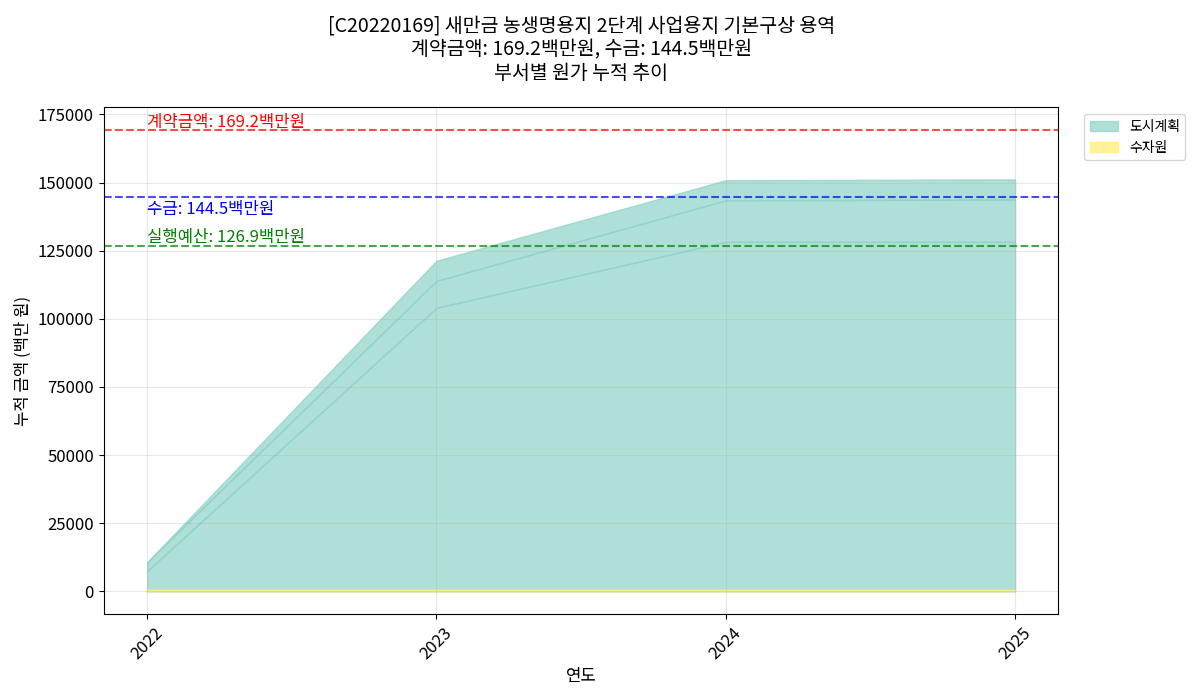 [C20220169] 새만금 농생명용지 2단계 사업용지 기본구상 용역
계약금액: 169.2백만원, 수금: 144.5백만원
부서별 원가 누적 추이
175000
150000
125000
100000
75000
50000
25000
0
누적 금액 (백만 원)
계약금액: 169.2백만원
수금: 144.5백만원
실행예산: 126.9백만원
도시계획
수자원
2022
2023
2024
2025
연도